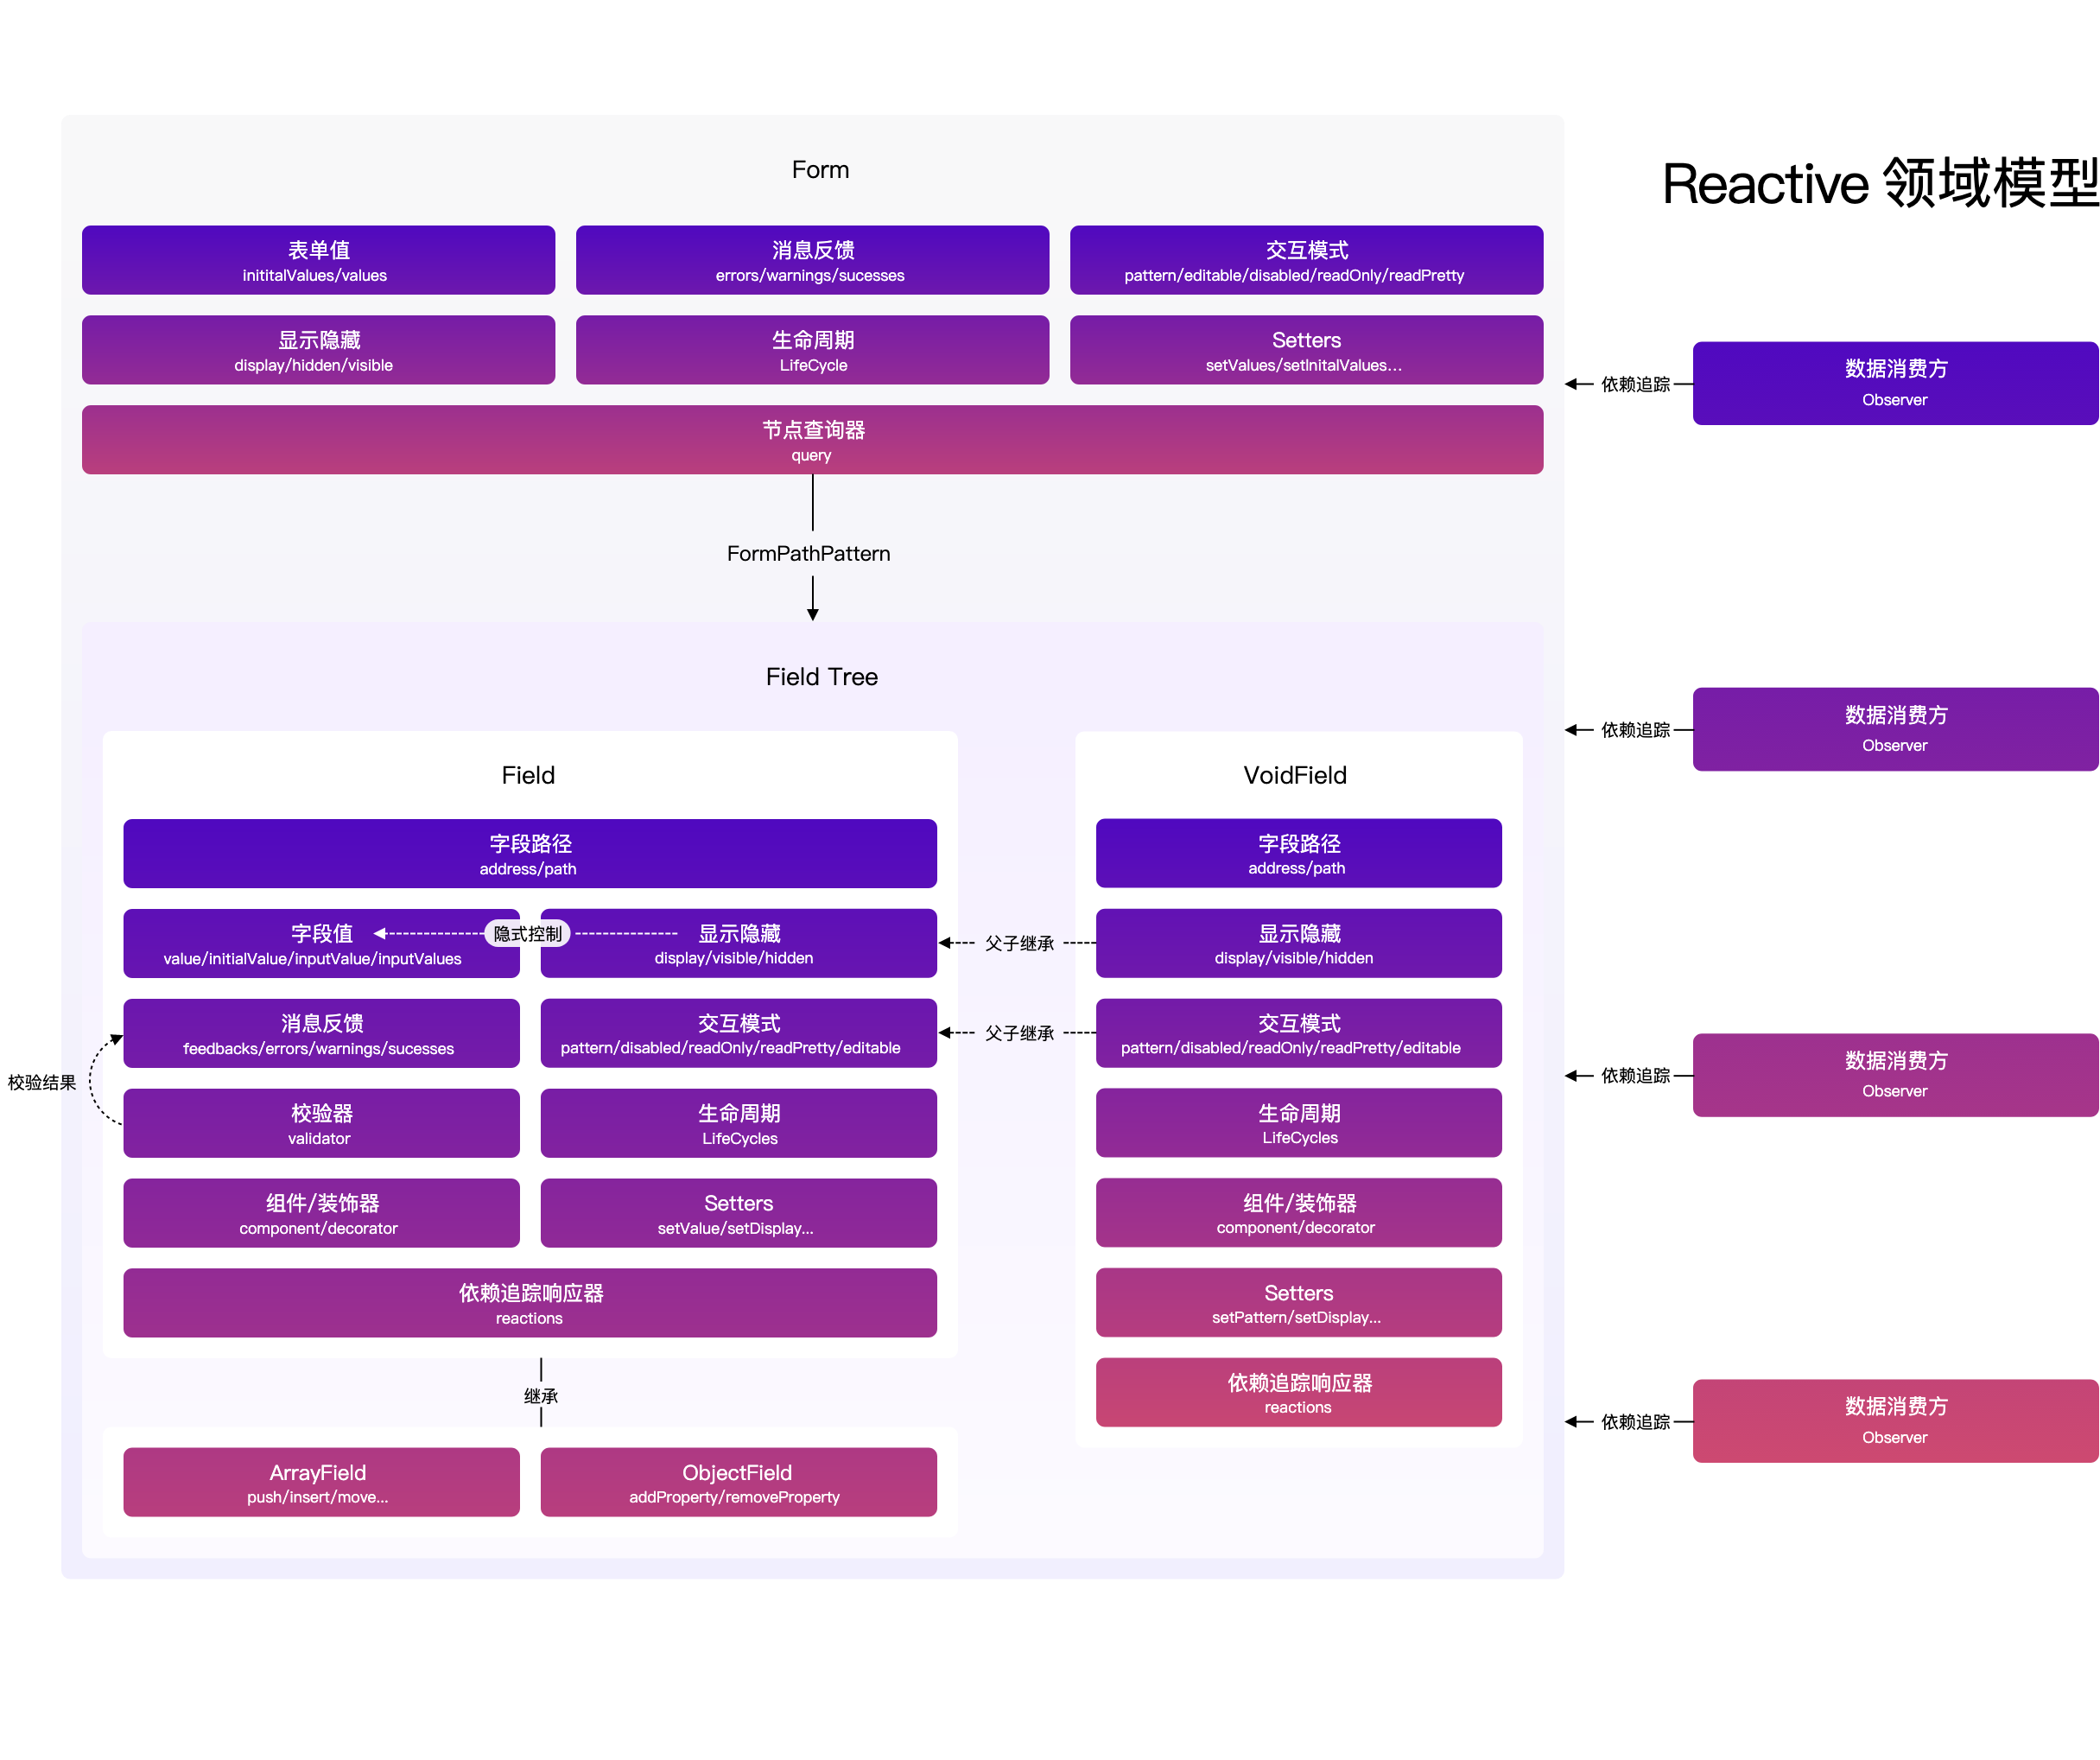 Reactive 领域模型
Form
表单值
inititalValues/values
消息反馈
errors/warnings/sucesses
交互模式
pattern/editable/disabled/readOnly/readPretty
显示隐藏
display/hidden/visible
生命周期
LifeCycle
Setters
setValues/setInitalValues...
节点查询器
query
FormPathPattern
Field Tree
Field
字段路径
address/path
字段值
value/initialValue/inputValue/inputValues
隐式控制
显示隐藏
display/visible/hidden
消息反馈
feedbacks/errors/warnings/sucesses
交互模式
pattern/disabled/readOnly/readPretty/editable
校验结果
校验器
validator
生命周期
LifeCycles
组件/装饰器
component/decorator
Setters
setValue/setDisplay...
依赖追踪响应器
reactions
继承
ArrayField
push/insert/move...
ObjectField
addProperty/removeProperty
父子继承
父子继承
VoidField
字段路径
address/path
显示隐藏
display/visible/hidden
交互模式
pattern/disabled/readOnly/readPretty/editable
生命周期
LifeCycles
组件/装饰器
component/decorator
Setters
setPattern/setDisplay...
依赖追踪响应器
reactions
依赖追踪
数据消费方
Observer
依赖追踪
数据消费方
Observer
依赖追踪
数据消费方
Observer
依赖追踪
数据消费方
Observer